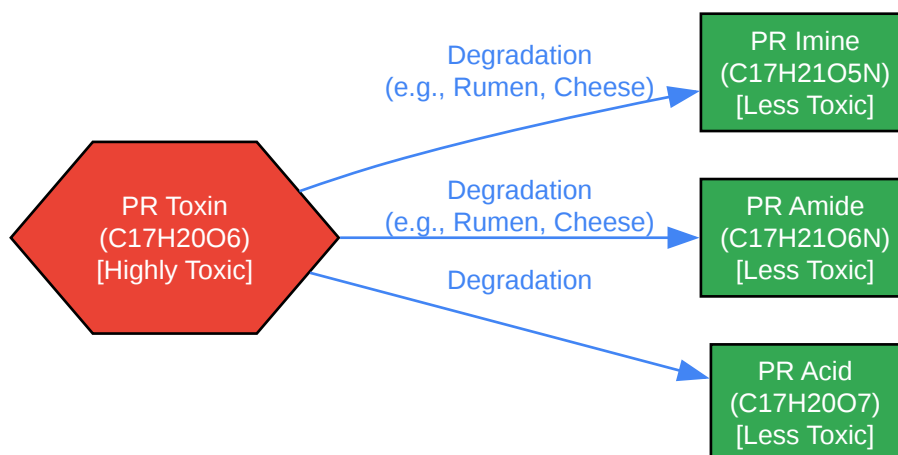 PR Toxin
(C17H20O6)
[Highly Toxic]
Degradation
(e.g., Rumen, Cheese)
PR Imine
(C17H21O5N)
[Less Toxic]
Degradation
(e.g., Rumen, Cheese)
PR Amide
(C17H21O6N)
[Less Toxic]
Degradation
PR Acid
(C17H20O7)
[Less Toxic]